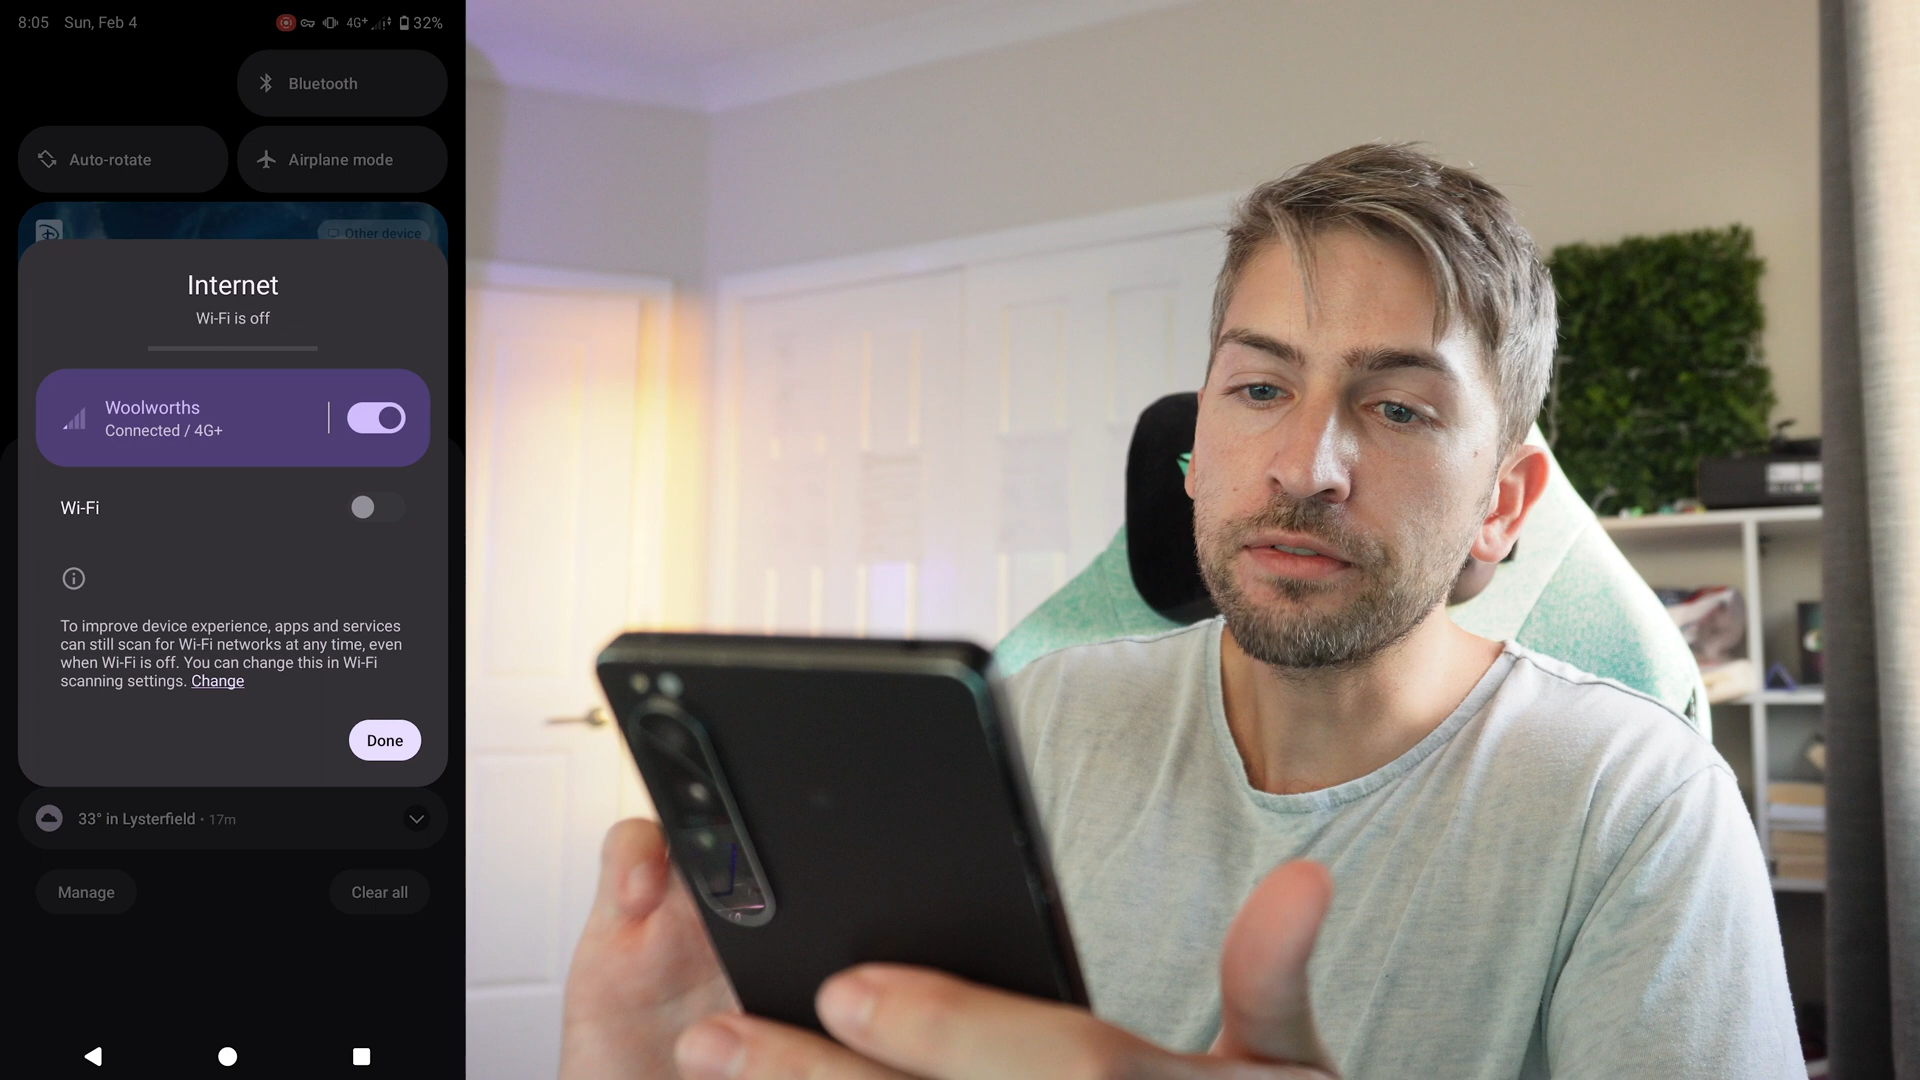 8:05 Sun, Feb 4 4G+ 32%
Bluetooth
Auto-rotate Airplane mode
Other device
Internet
Wi-Fi is off
Woolworths
Connected / 4G+
Wi-Fi
To improve device experience, apps and services
can still scan for Wi-Fi networks at any time, even
when Wi-Fi is off. You can change this in Wi-Fi
scanning settings. Change
Done
33° in Lysterfield • 17m
Manage Clear all